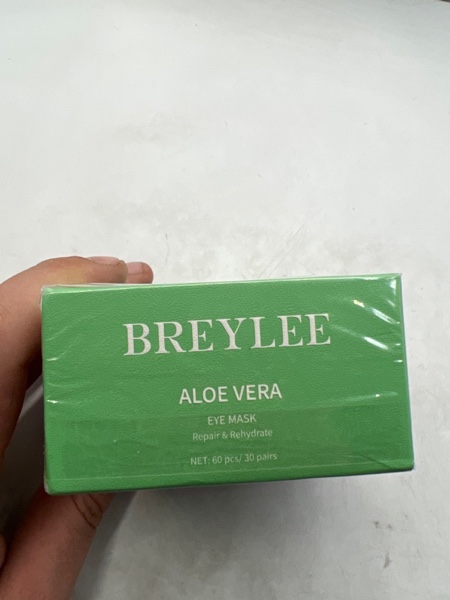 BREYLEE
ALOE VERA
EYE MASK
Repair & Rehydrate
NET: 60 pcs/ 30 pairs